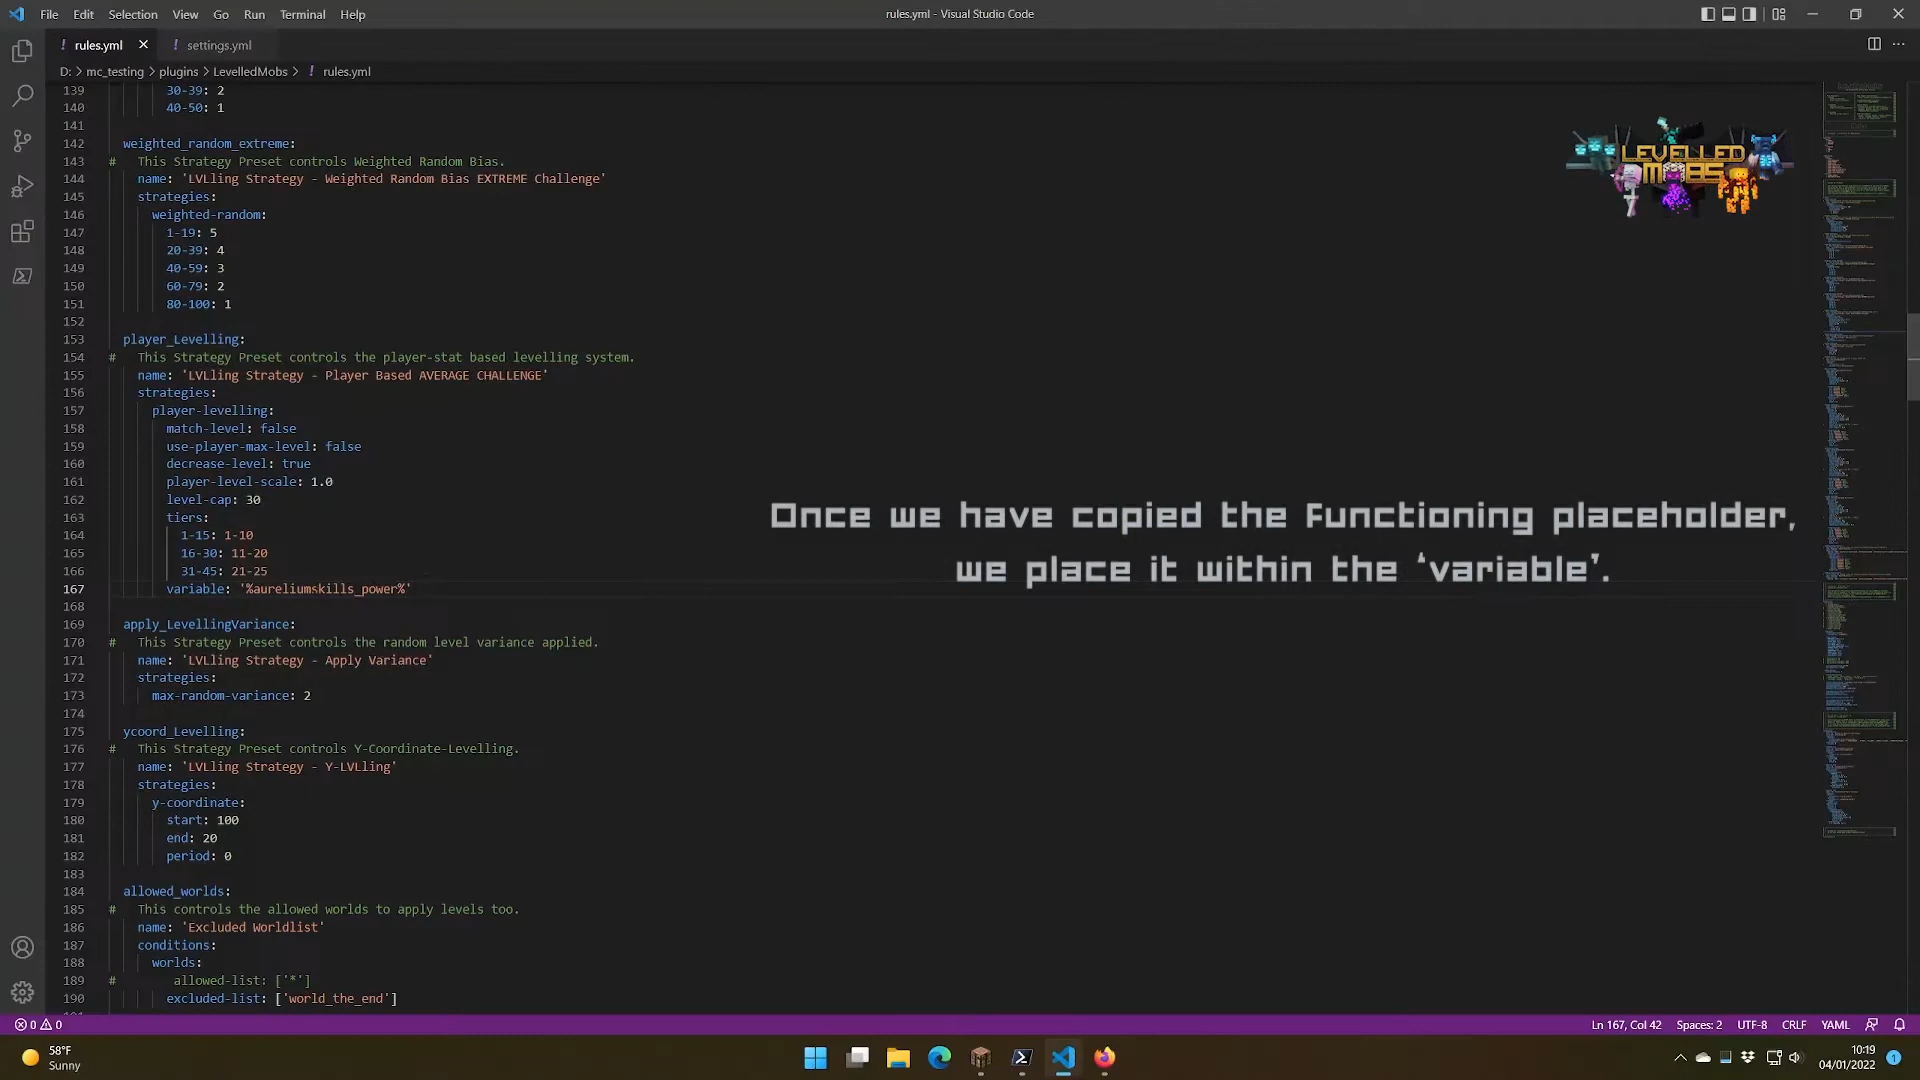 File Edit Selection View Go Run Terminal Help
rules.yml - Visual Studio Code
! rules.yml
! settings.yml
D: > mc_testing > plugins > LevelledMobs > ! rules.yml
139 30-39: 2
140 40-50: 1
141
142 weighted_random_extreme:
143 # This Strategy Preset controls Weighted Random Bias.
144 name: 'LVLling Strategy - Weighted Random Bias EXTREME Challenge'
145 strategies:
146 weighted-random:
147 1-19: 5
148 20-39: 4
149 40-59: 3
150 60-79: 2
151 80-100: 1
152
153 player_Levelling:
154 # This Strategy Preset controls the player-stat based levelling system.
155 name: 'LVLling Strategy - Player Based AVERAGE CHALLENGE'
156 strategies:
157 player-levelling:
158 match-level: false
159 use-player-max-level: false
160 decrease-level: true
161 player-level-scale: 1.0
162 level-cap: 30
163 tiers:
164 1-15: 1-10
165 16-30: 11-20
166 31-45: 21-25
167 variable: '%aureliumskills_power%'
168
169 apply_LevellingVariance:
170 # This Strategy Preset controls the random level variance applied.
171 name: 'LVLling Strategy - Apply Variance'
172 strategies:
173 max-random-variance: 2
174
175 ycoord_Levelling:
176 # This Strategy Preset controls Y-Coordinate-Levelling.
177 name: 'LVLling Strategy - Y-LVLling'
178 strategies:
179 y-coordinate:
180 start: 100
181 end: 20
182 period: 0
183
184 allowed_worlds:
185 # This controls the allowed worlds to apply levels too.
186 name: 'Excluded Worldlist'
187 conditions:
188 worlds:
189 # allowed-list: ['*']
190 excluded-list: ['world_the_end']
LEVELLED
MOBS
Once we have copied the Functioning placeholder,
we place it within the 'variable'.
0 0
Ln 167, Col 42 Spaces: 2 UTF-8 CRLF YAML
58°F
Sunny
10:19
04/01/2022
1